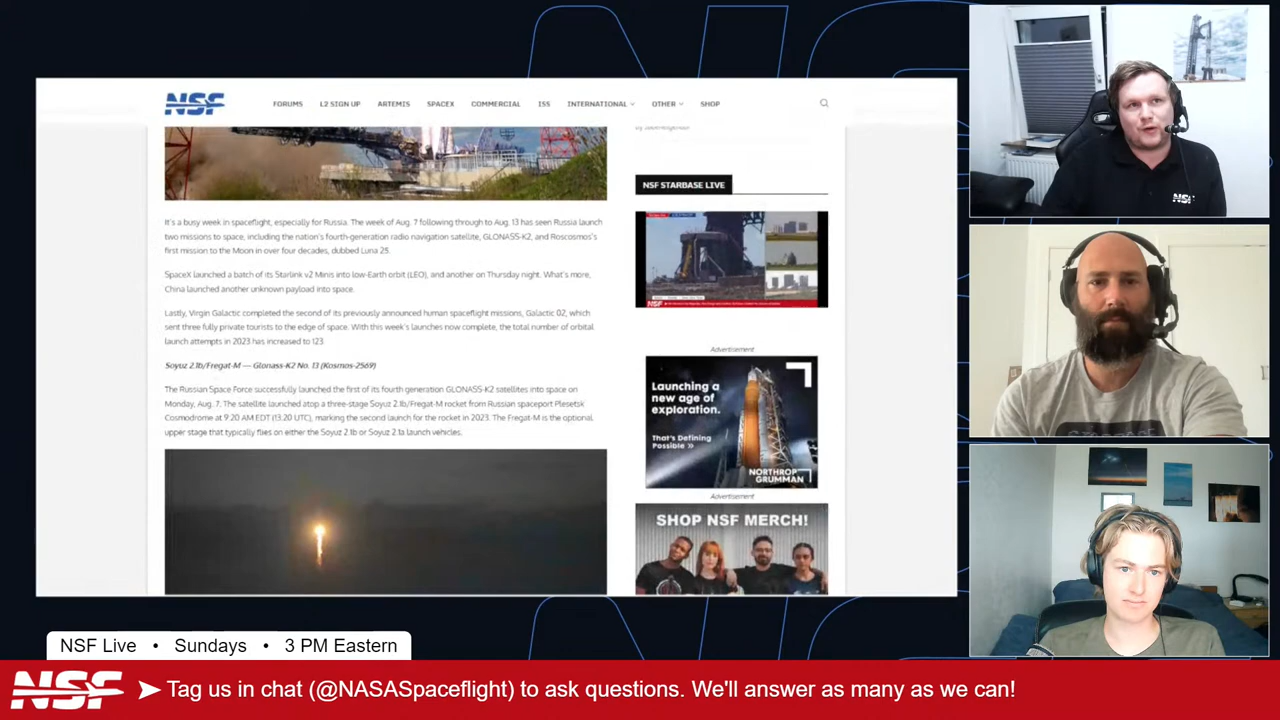 NSF
FORUMS
L2 SIGN UP
ARTEMIS
SPACEX
COMMERCIAL
ISS
INTERNATIONAL
OTHER
SHOP
It's a busy week in spaceflight, especially for Russia. The week of Aug. 7 following through to Aug. 13 has seen Russia launch
two missions to space, including the nation's fourth-generation radio navigation satellite, GLONASS-K2, and Roscosmos's
first mission to the Moon in over four decades, dubbed Luna 25.
SpaceX launched a batch of its Starlink v2 Minis into low-Earth orbit (LEO), and another on Thursday night. What's more,
China launched another unknown payload into space.
Lastly, Virgin Galactic completed the second of its previously announced human spaceflight missions, Galactic 02, which
sent three fully private tourists to the edge of space. With this week's launches now complete, the total number of orbital
launch attempts in 2023 has increased to 123.
Soyuz 2.1b/Fregat-M — Glonass-K2 No. 13 (Kosmos-2569)
The Russian Space Force successfully launched the first of its fourth generation GLONASS-K2 satellites into space on
Monday, Aug. 7. The satellite launched atop a three-stage Soyuz 2.1b/Fregat-M rocket from Russian spaceport Plesetsk
Cosmodrome at 9:20 AM EDT (13:20 UTC), marking the second launch for the rocket in 2023. The Fregat-M is the optional
upper stage that typically flies on either the Soyuz 2.1b or Soyuz 2.1a launch vehicles.
NSF STARBASE LIVE
NSF
Advertisement
Launching a
new age of
exploration.
That's Defining
Possible »
NORTHROP
GRUMMAN
Advertisement
SHOP NSF MERCH!
NSF
NSF Live • Sundays • 3 PM Eastern
NSF
Tag us in chat (@NASASpaceflight) to ask questions. We'll answer as many as we can!